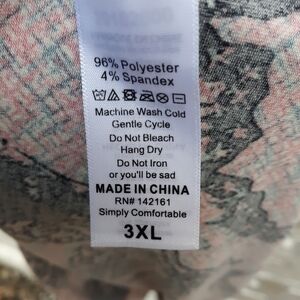 96% Polyester
4% Spandex
Machine Wash Cold
Gentle Cycle
Do Not Bleach
Hang Dry
Do Not Iron
or you'll be sad
MADE IN CHINA
RN# 142161
Simply Comfortable
3XL